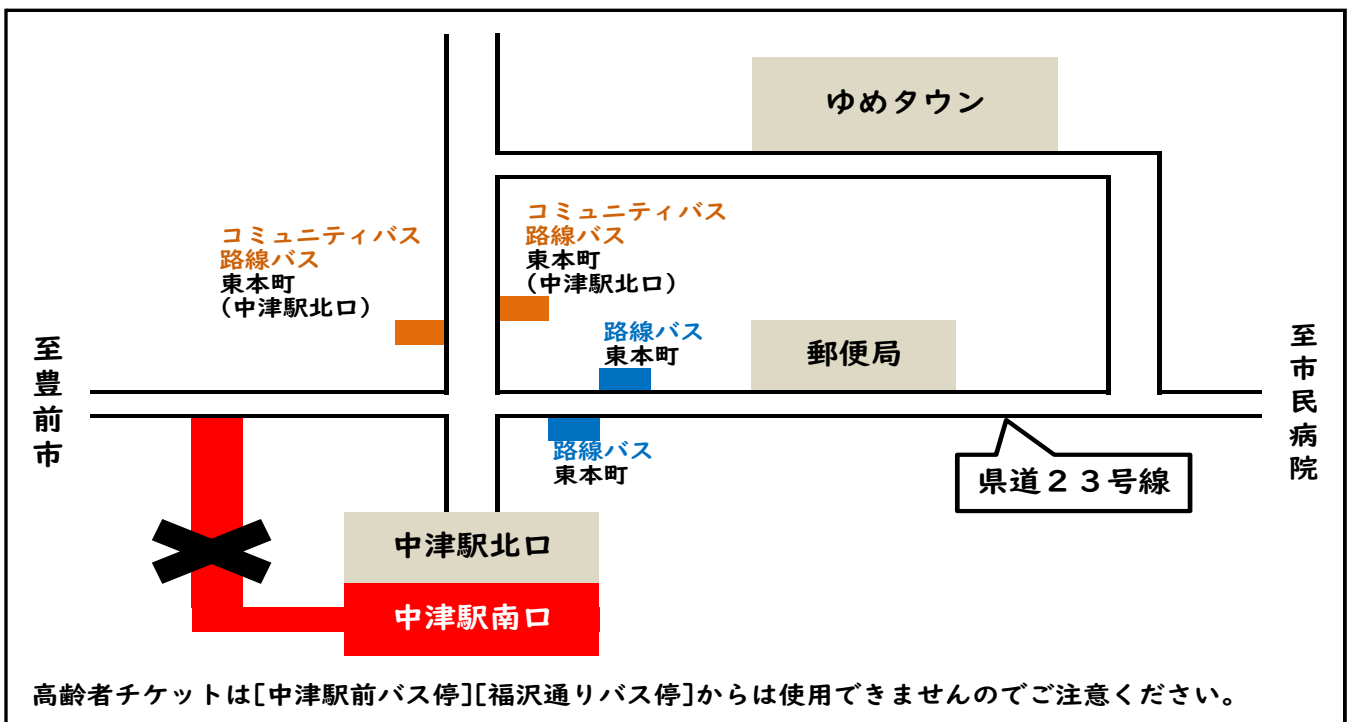 ゆめタウン
コミュニティバス
路線バス
東本町
(中津駅北口)
コミュニティバス
路線バス
東本町
(中津駅北口)
路線バス
東本町
郵便局
至豊前市
至市民病院
路線バス
東本町
県道２３号線
中津駅北口
中津駅南口
高齢者チケットは[中津駅前バス停][福沢通りバス停]からは使用できませんのでご注意ください。